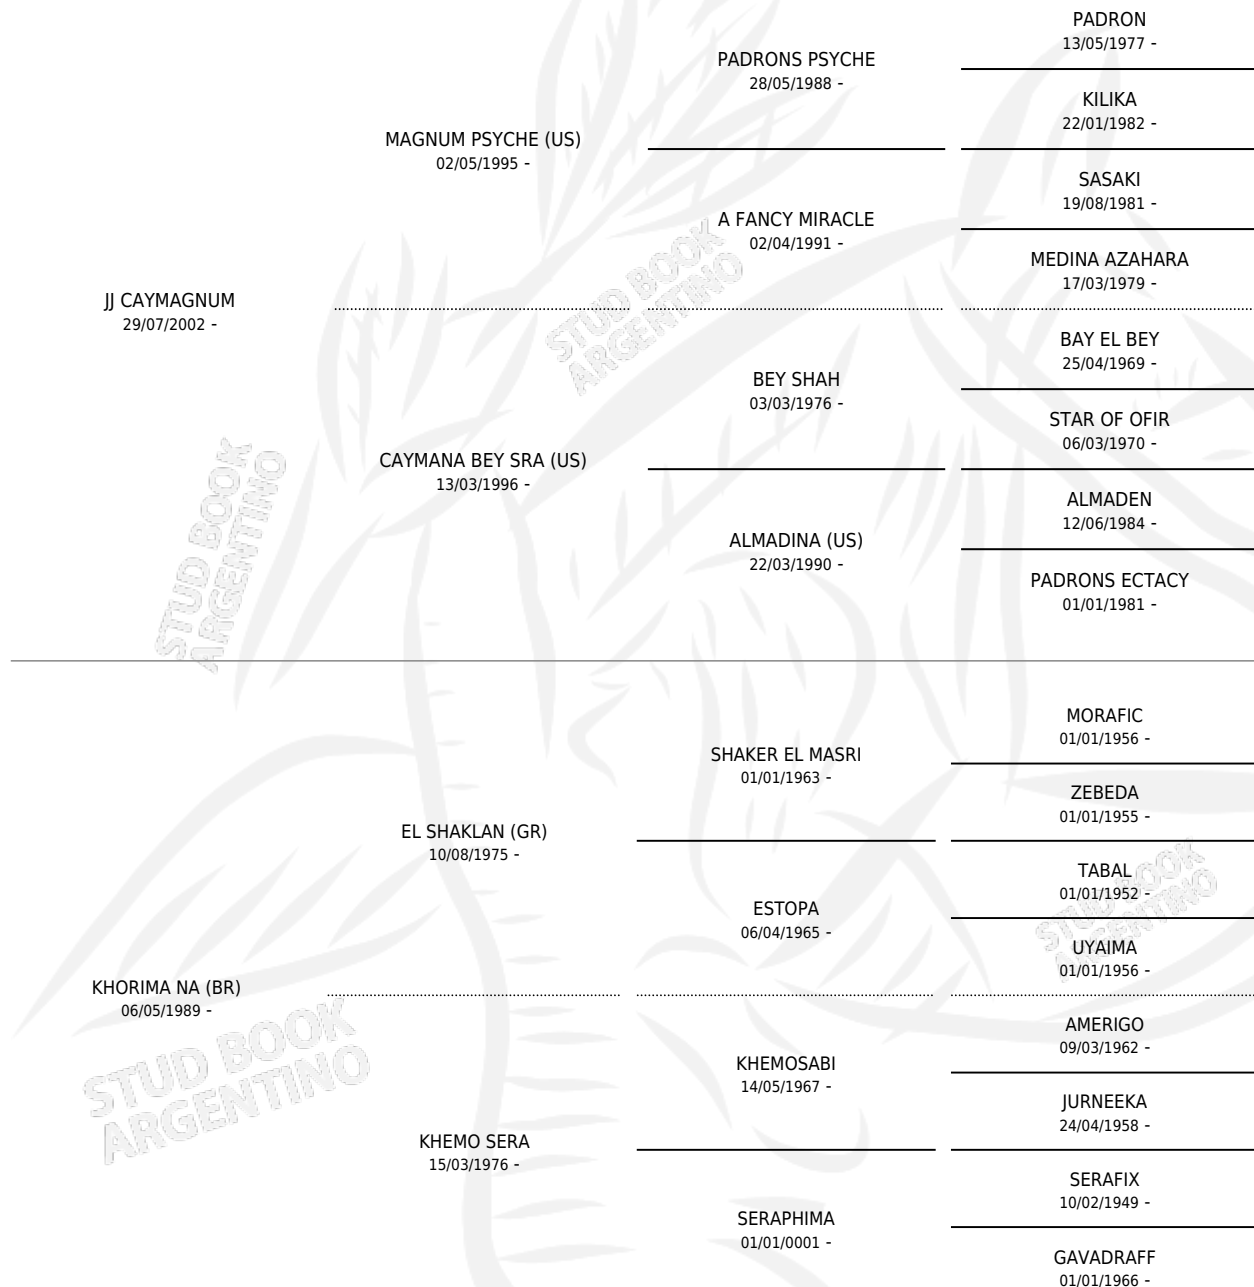 JJ CAYMAGNUM
29/07/2002 -
MAGNUM PSYCHE (US)
02/05/1995 -
CAYMANA BEY SRA (US)
13/03/1996 -
PADRONS PSYCHE
28/05/1988 -
A FANCY MIRACLE
02/04/1991 -
BEY SHAH
03/03/1976 -
ALMADINA (US)
22/03/1990 -
PADRON
13/05/1977 -
KILIKA
22/01/1982 -
SASAKI
19/08/1981 -
MEDINA AZAHARA
17/03/1979 -
BAY EL BEY
25/04/1969 -
STAR OF OFIR
06/03/1970 -
ALMADEN
12/06/1984 -
PADRONS ECTACY
01/01/1981 -
STUD BOOK
ARGENTINO
STUD BOOK
ARGENTINO
KHORIMA NA (BR)
06/05/1989 -
EL SHAKLAN (GR)
10/08/1975 -
KHEMO SERA
15/03/1976 -
SHAKER EL MASRI
01/01/1963 -
ESTOPA
06/04/1965 -
KHEMOSABI
14/05/1967 -
SERAPHIMA
01/01/0001 -
MORAFIC
01/01/1956 -
ZEBEDA
01/01/1955 -
TABAL
01/01/1952 -
UYAIMA
01/01/1956 -
AMERIGO
09/03/1962 -
JURNEEKA
24/04/1958 -
SERAFIX
10/02/1949 -
GAVADRAFF
01/01/1966 -
STUD BOOK
ARGENTINO
STUD BOOK
ARGENTINO